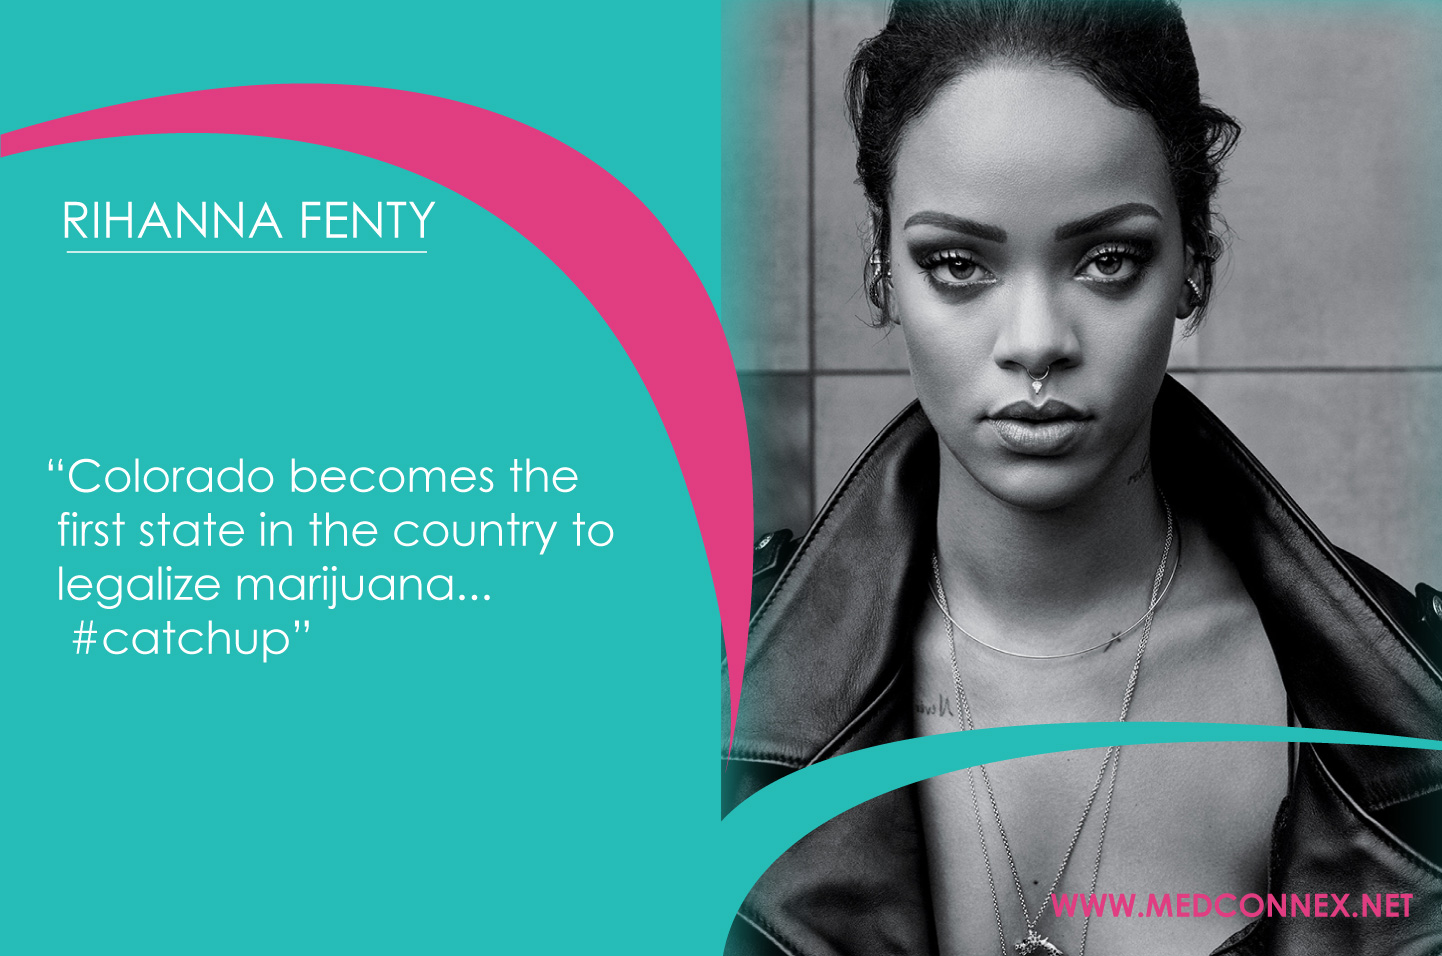 RIHANNA FENTY
“Colorado becomes the
first state in the country to
legalize marijuana...
#catchup”
WWW.MEDCONNEX.NET